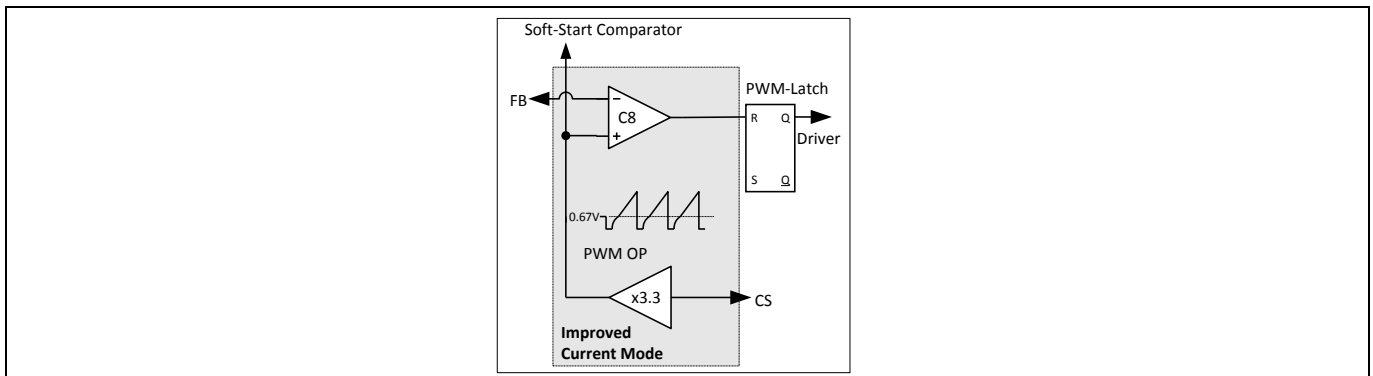 Soft-Start Comparator
FB
−
C8
+
PWM-Latch
R Q
Driver
S Q
0.67V
PWM OP
x3.3
CS
Improved
Current Mode